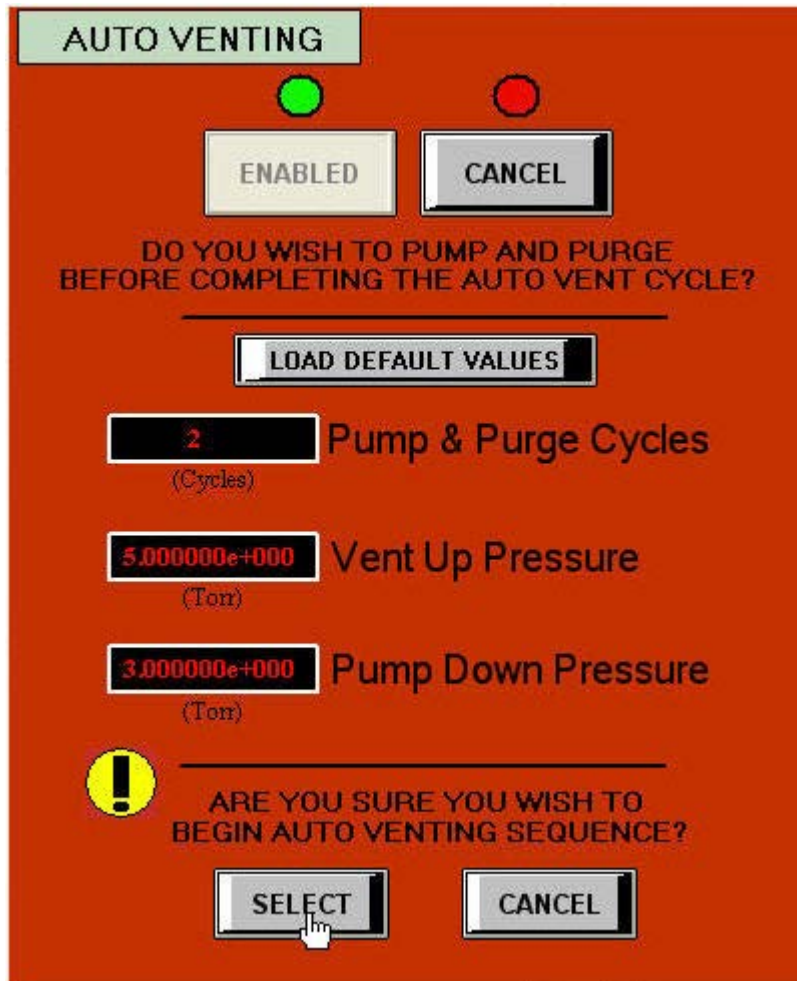 AUTO VENTING
ENABLED
CANCEL
DO YOU WISH TO PUMP AND PURGE
BEFORE COMPLETING THE AUTO VENT CYCLE?
LOAD DEFAULT VALUES
2 Pump & Purge Cycles
(Cycles)
5.000000e+000 Vent Up Pressure
(Torr)
3.000000e+000 Pump Down Pressure
(Torr)
!
ARE YOU SURE YOU WISH TO
BEGIN AUTO VENTING SEQUENCE?
SELECT
CANCEL